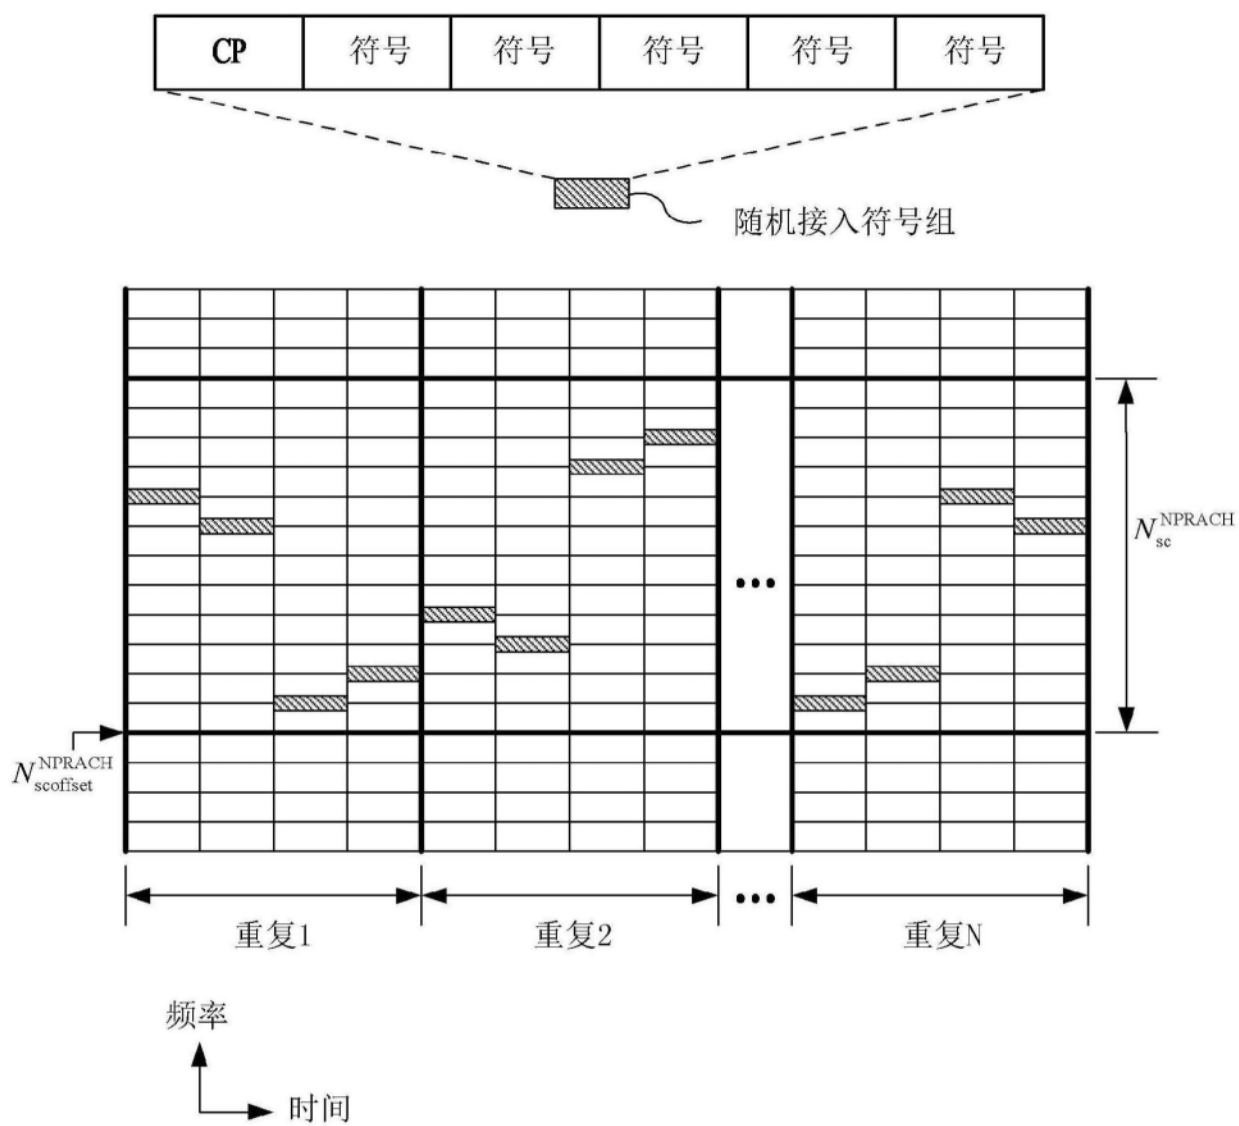 CP 符号 符号 符号 符号 符号
随机接入符号组
N_sc^NPRACH
N_scoffset^NPRACH
重复1 重复2 重复N
频率
时间